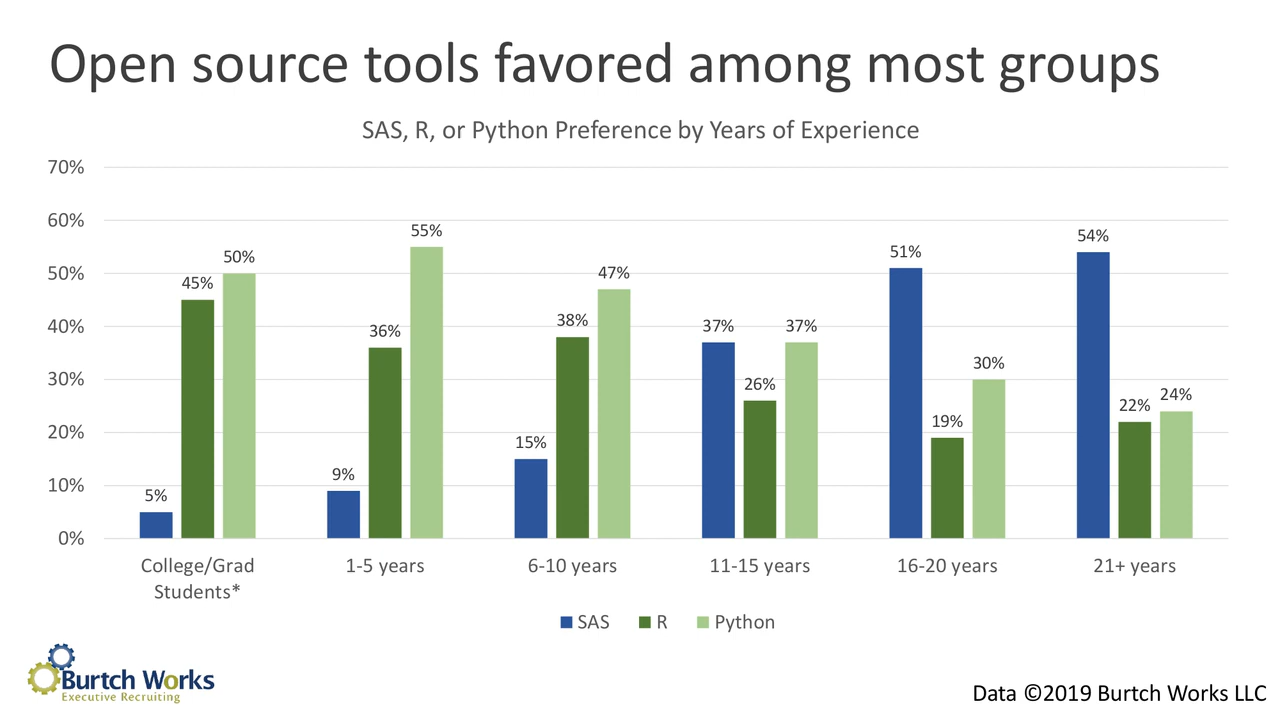 Open source tools favored among most groups
SAS, R, or Python Preference by Years of Experience
70%
60%
50%
40%
30%
20%
10%
0%
5%
45%
50%
9%
36%
55%
15%
38%
47%
37%
26%
37%
51%
19%
30%
54%
22%
24%
College/Grad
Students*
1-5 years
6-10 years
11-15 years
16-20 years
21+ years
SAS
R
Python
Burtch Works
Executive Recruiting
Data ©2019 Burtch Works LLC